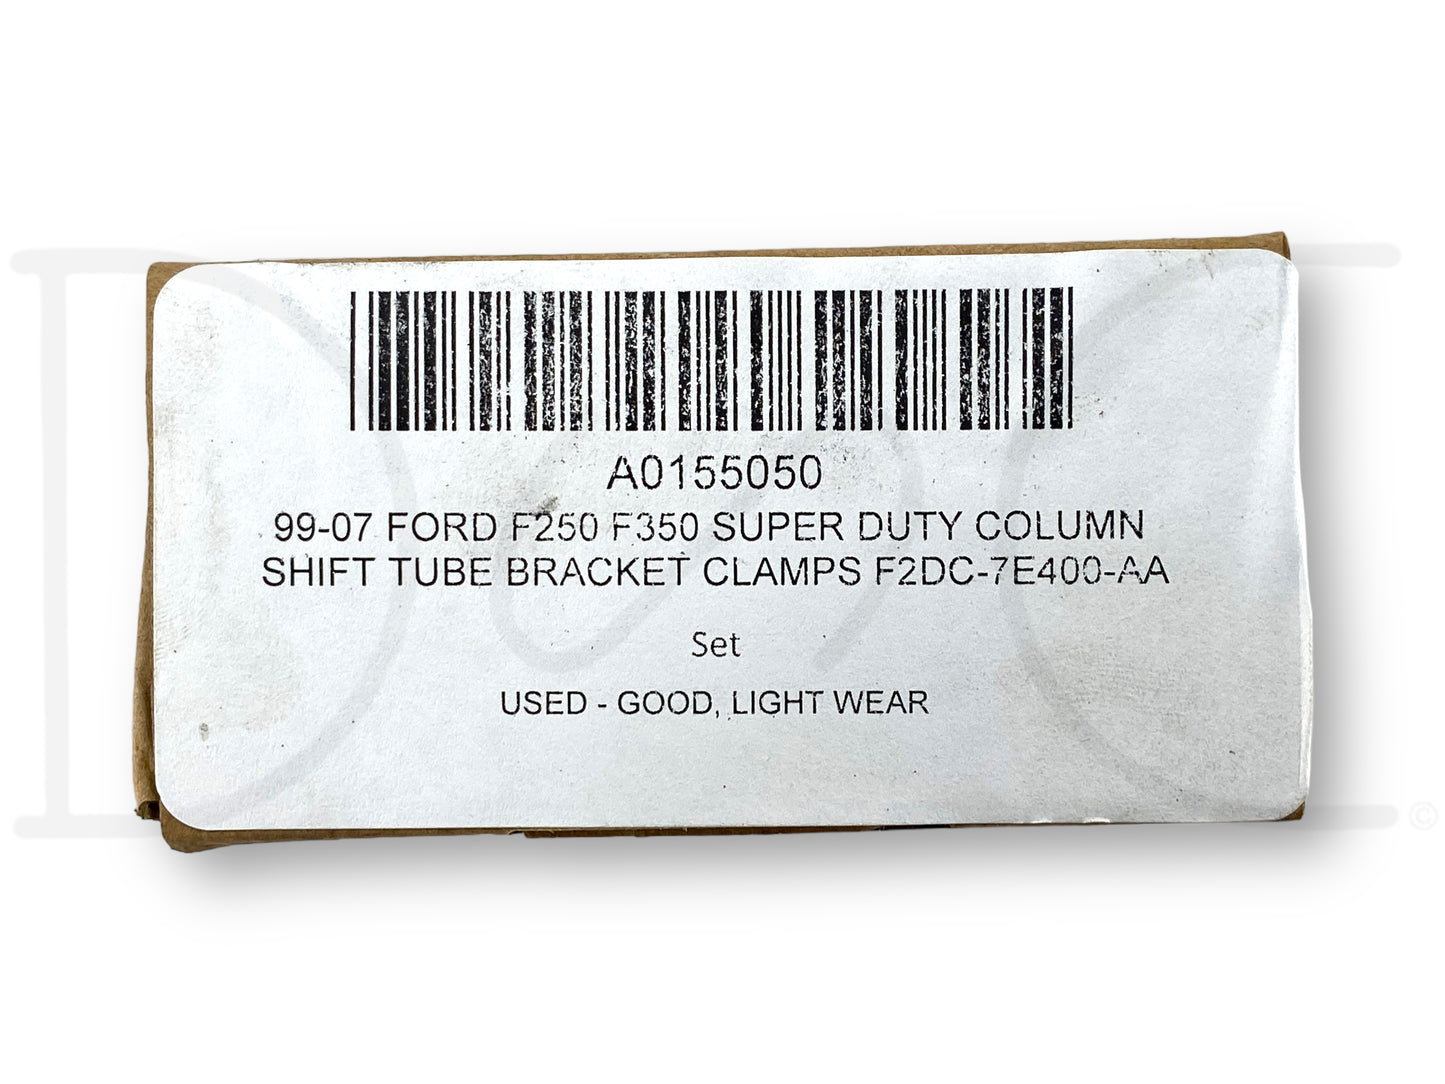 A0155050
99-07 FORD F250 F350 SUPER DUTY COLUMN
SHIFT TUBE BRACKET CLAMPS F2DC-7E400-AA
Set
USED - GOOD, LIGHT WEAR
©